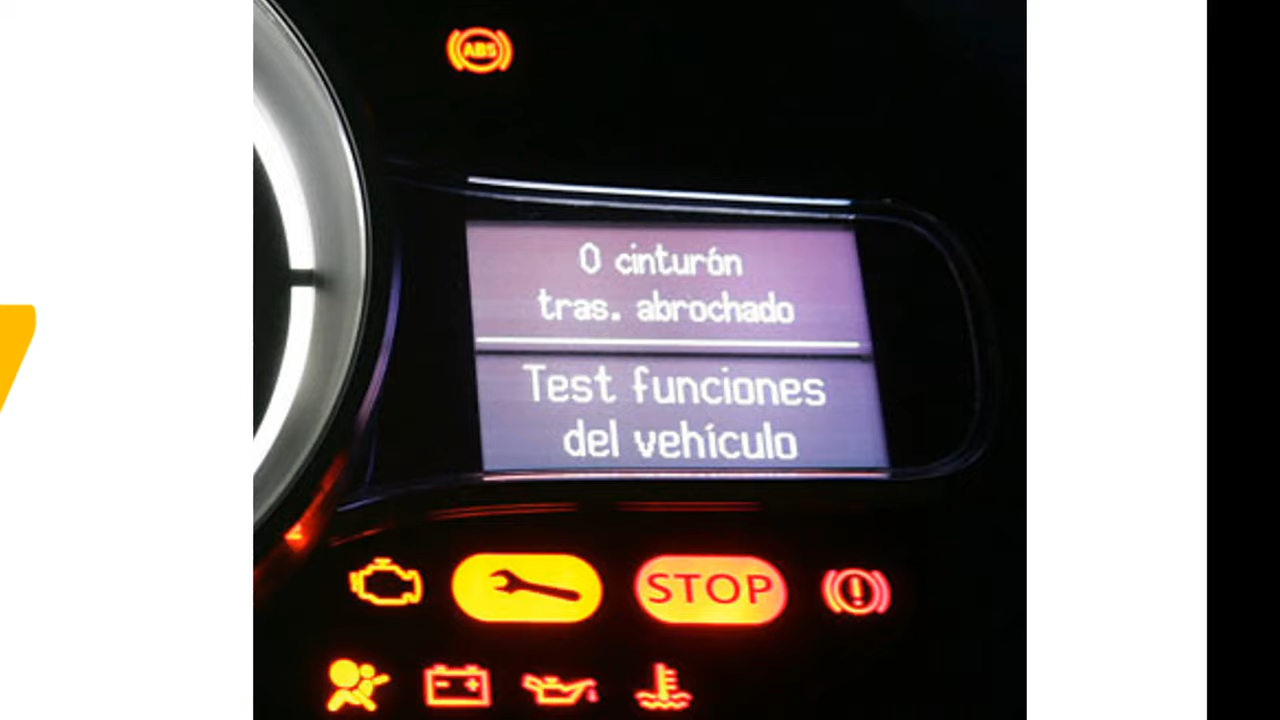 ABS
0 cinturón
tras. abrochado
Test funciones
del vehículo
STOP